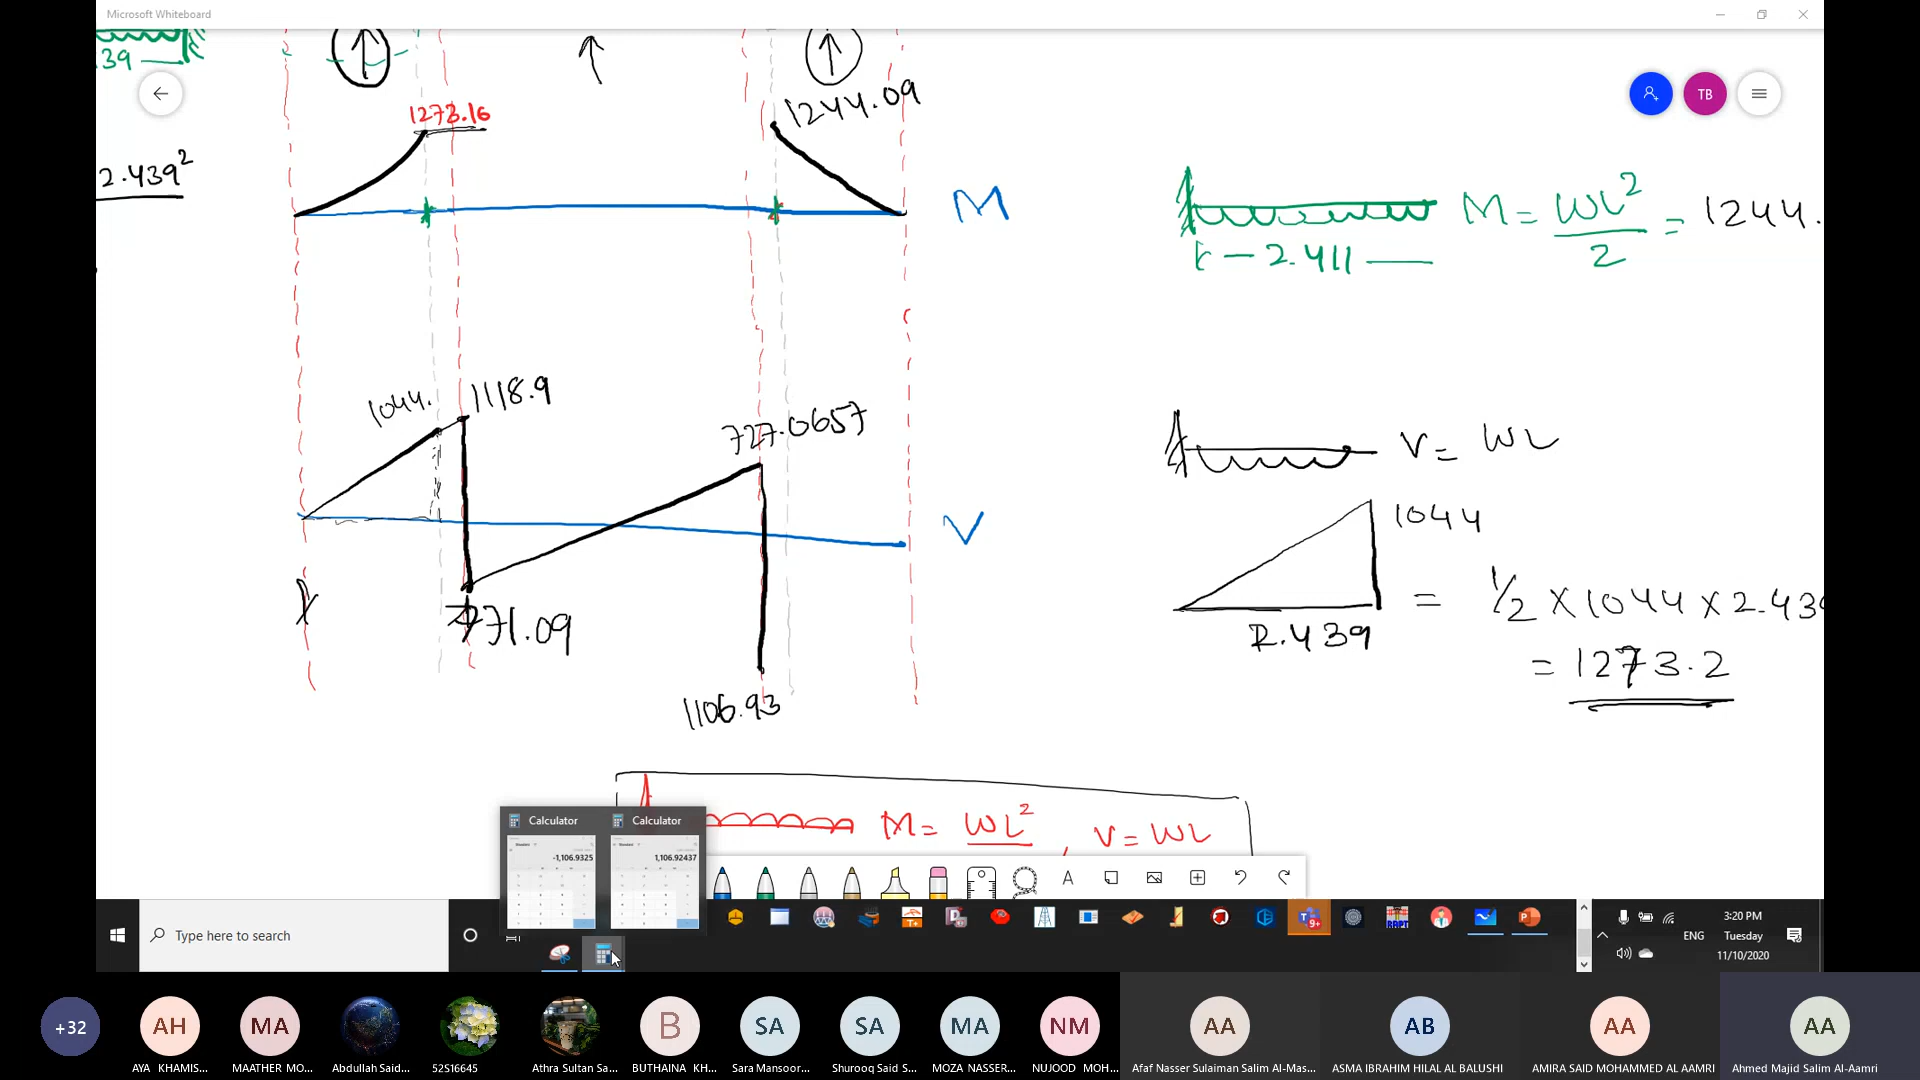 Microsoft Whiteboard
39
1273.16
1244.09
TB
2.439²
M
M = WL² / 2 = 1244.
2.411
1044.
1118.9
727.0657
V = WL
V
1044
771.09
2.439
= 1/2 X 1044 X 2.439
= 1273.2
1106.93
Calculator
Calculator
-1,106.9325
1,106.92437
M = WL² , V = WL
A
Type here to search
ENG
3:20 PM
Tuesday
11/10/2020
+32
AH
MA
B
SA
SA
MA
NM
AA
AB
AA
AA
AYA KHAMIS...
MAATHER MO...
Abdullah Said...
52S16645
Athra Sultan Sa...
BUTHAINA KH...
Sara Mansoor...
Shurooq Said S...
MOZA NASSER...
NUJOOD MOH...
Afaf Nasser Sulaiman Salim Al-Mas...
ASMA IBRAHIM HILAL AL BALUSHI
AMIRA SAID MOHAMMED AL AAMRI
Ahmed Majid Salim Al-Aamri